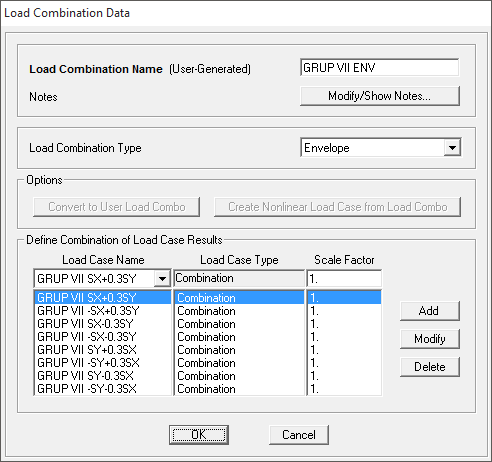 Load Combination Data
Load Combination Name (User-Generated) GRUP VII ENV
Notes Modify/Show Notes...
Load Combination Type Envelope
Options
Convert to User Load Combo Create Nonlinear Load Case from Load Combo
Define Combination of Load Case Results
Load Case Name Load Case Type Scale Factor
GRUP VII SX+0.3SY Combination 1.
GRUP VII SX+0.3SY Combination 1.
GRUP VII -SX+0.3SY Combination 1.
GRUP VII SX-0.3SY Combination 1.
GRUP VII -SX-0.3SY Combination 1.
GRUP VII SY+0.3SX Combination 1.
GRUP VII -SY+0.3SX Combination 1.
GRUP VII SY-0.3SX Combination 1.
GRUP VII -SY-0.3SX Combination 1.
Add
Modify
Delete
OK Cancel